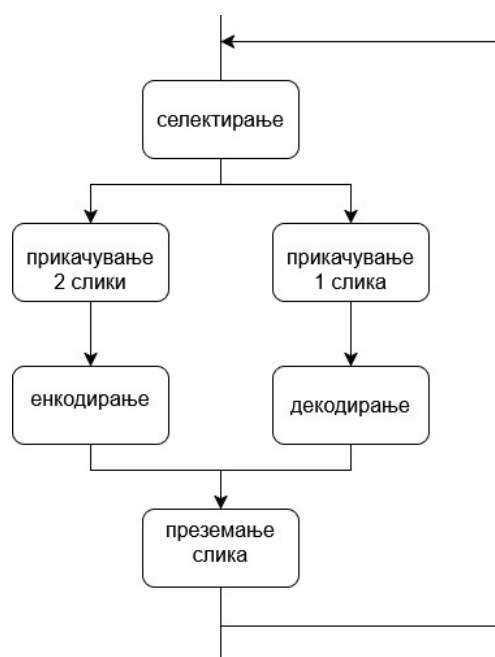 селектирање
прикачување
2 слики
прикачување
1 слика
енкодирање
декодирање
преземање
слика